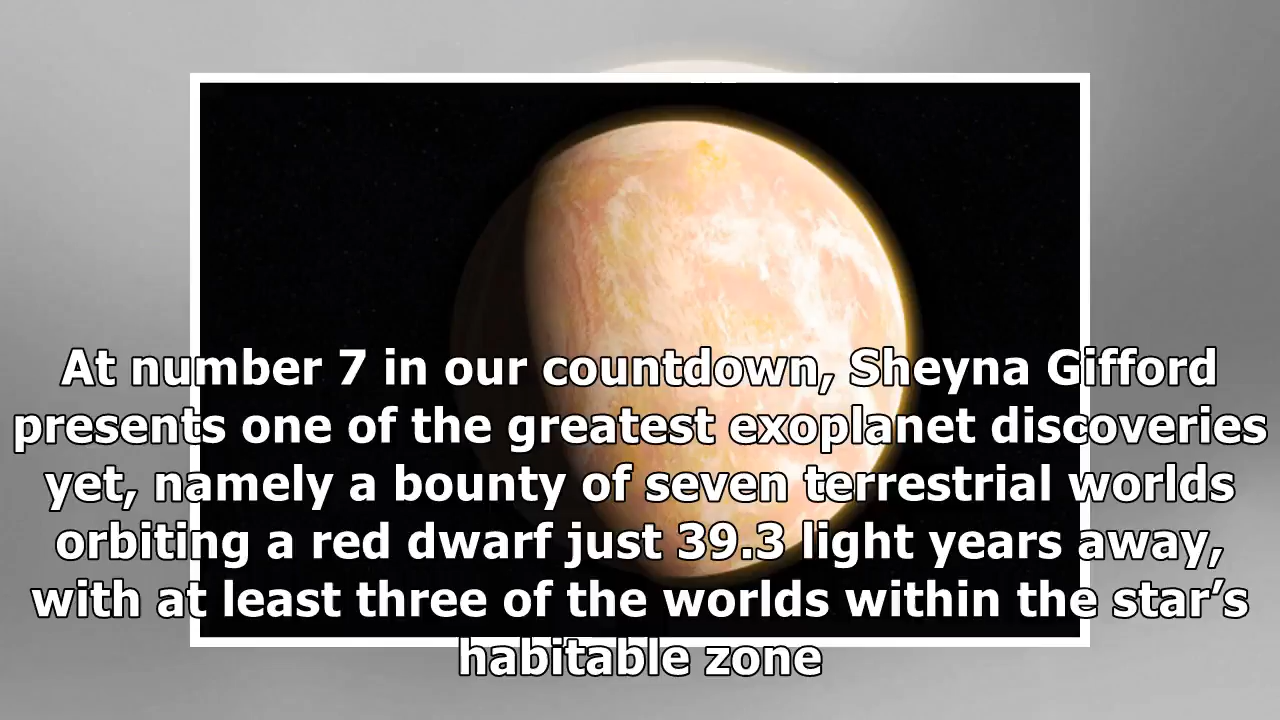 At number 7 in our countdown, Sheyna Gifford
presents one of the greatest exoplanet discoveries
yet, namely a bounty of seven terrestrial worlds
orbiting a red dwarf just 39.3 light years away,
with at least three of the worlds within the star’s
habitable zone